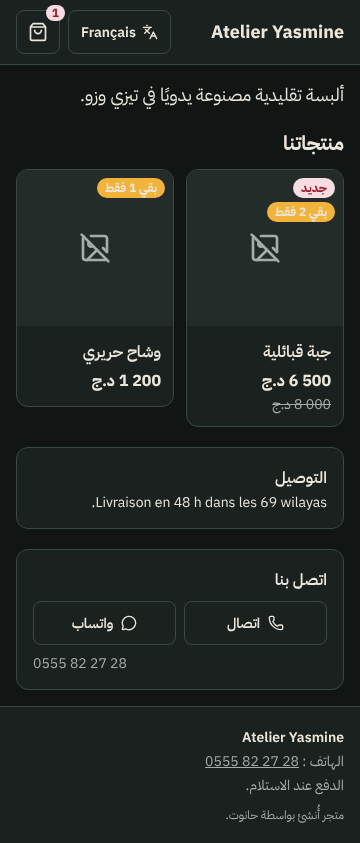 Atelier Yasmine
Français
1
ألبسة تقليدية مصنوعة يدويًا في تيزي وزو.
منتجاتنا
جديد
بقي 2 فقط
جبة قبائلية
6 500 د.ج
8 000 د.ج
بقي 1 فقط
وشاح حريري
1 200 د.ج
التوصيل
Livraison en 48 h dans les 69 wilayas.
اتصل بنا
اتصال
واتساب
0555 82 27 28
Atelier Yasmine
الهاتف : 0555 82 27 28
الدفع عند الاستلام.
متجر أُنشئ بواسطة حانوت.